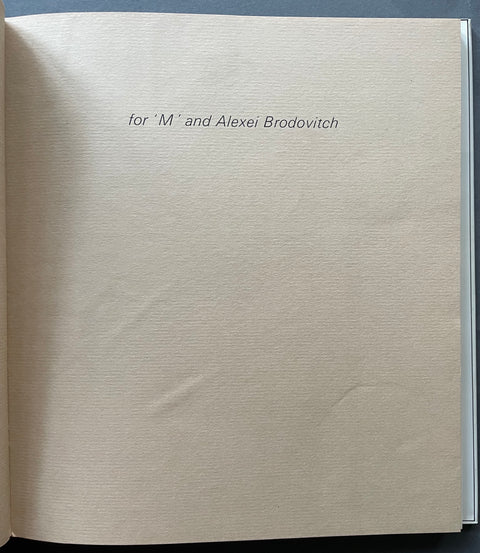 for 'M' and Alexei Brodovitch